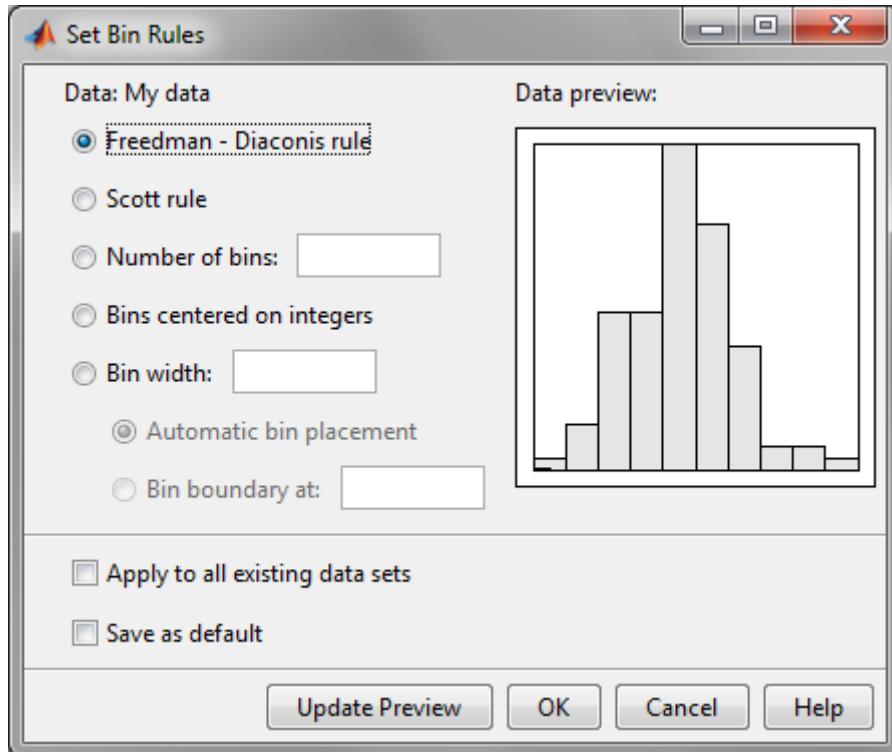 Set Bin Rules
Data: My data
Freedman - Diaconis rule
Scott rule
Number of bins:
Bins centered on integers
Bin width:
Automatic bin placement
Bin boundary at:
Data preview:
Apply to all existing data sets
Save as default
Update Preview
OK
Cancel
Help